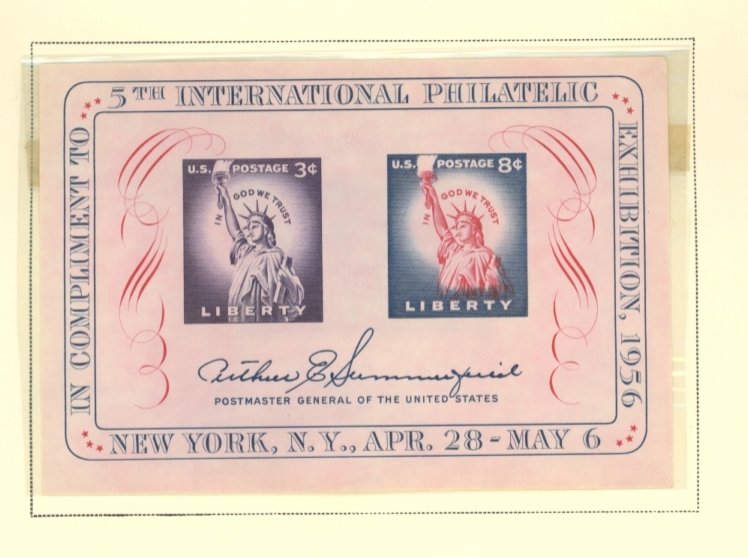 IN COMPLIMENT TO
5TH INTERNATIONAL PHILATELIC
EXHIBITION, 1956
U.S. POSTAGE 3¢
IN GOD WE TRUST
LIBERTY
U.S. POSTAGE 8¢
IN GOD WE TRUST
LIBERTY
Arthur E Summerfield
POSTMASTER GENERAL OF THE UNITED STATES
NEW YORK, N.Y., APR. 28 - MAY 6